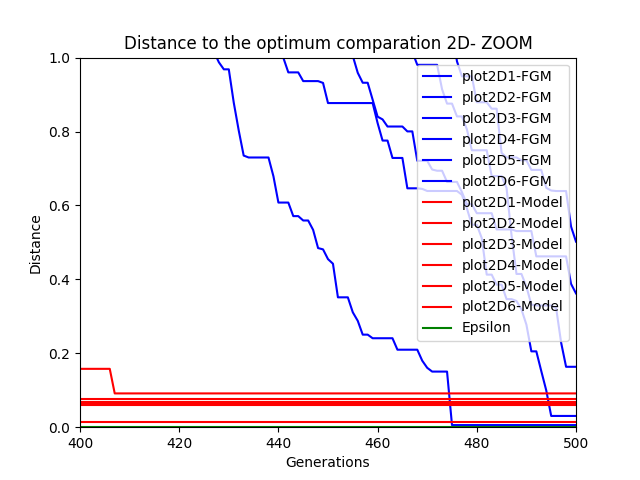 Distance to the optimum comparation 2D- ZOOM
1.0
0.8
0.6
0.4
0.2
0.0
Distance
plot2D1-FGM
plot2D2-FGM
plot2D3-FGM
plot2D4-FGM
plot2D5-FGM
plot2D6-FGM
plot2D1-Model
plot2D2-Model
plot2D3-Model
plot2D4-Model
plot2D5-Model
plot2D6-Model
Epsilon
400 420 440 460 480 500
Generations